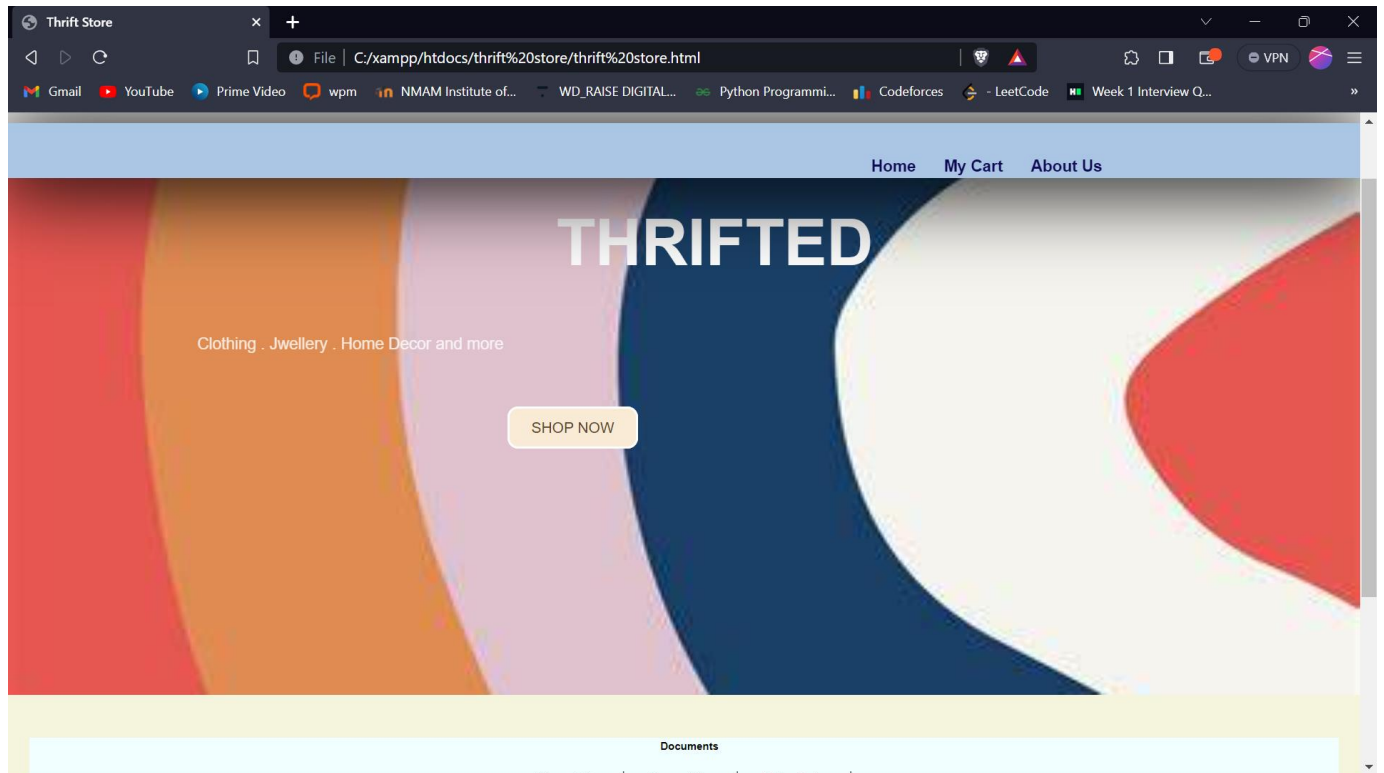 Thrift Store
File | C:/xampp/htdocs/thrift%20store/thrift%20store.html
VPN
Gmail YouTube Prime Video wpm NMAM Institute of... WD_RAISE DIGITAL... Python Programmi... Codeforces - LeetCode Week 1 Interview Q... »
Home My Cart About Us
THRIFTED
Clothing . Jwellery . Home Decor and more
SHOP NOW
Documents